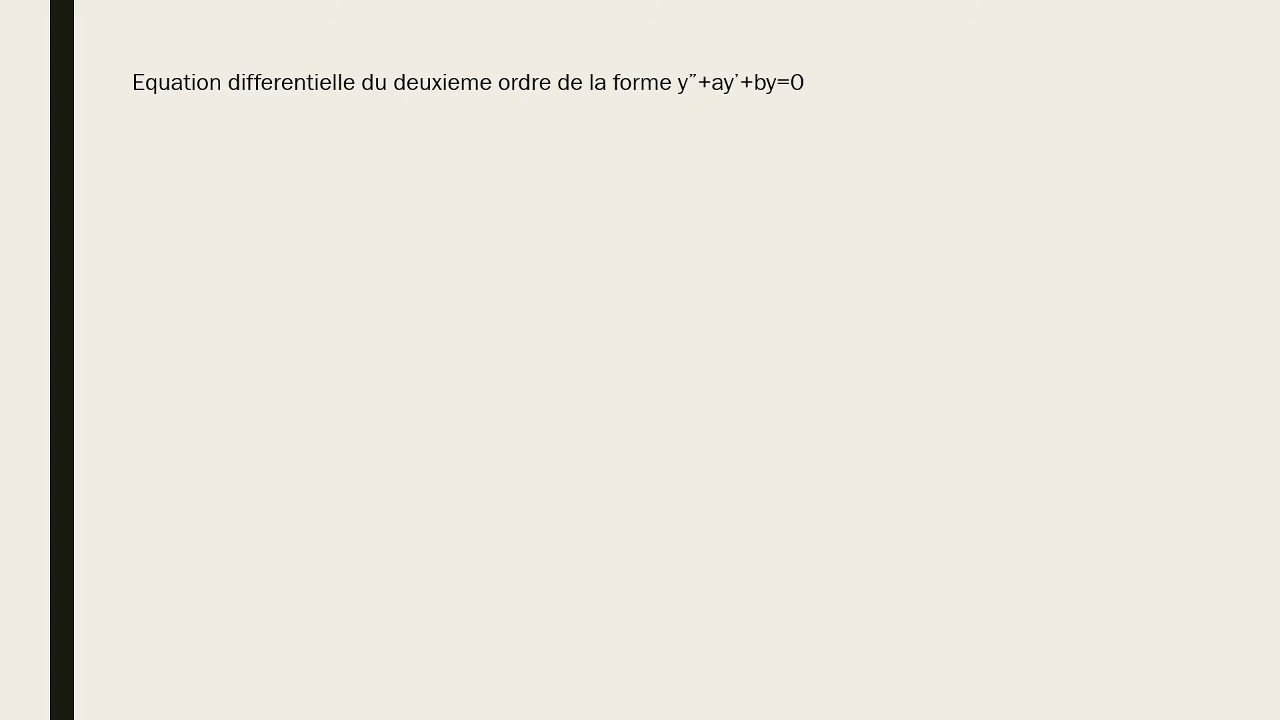 Equation differentielle du deuxieme ordre de la forme y″+ay′+by=0